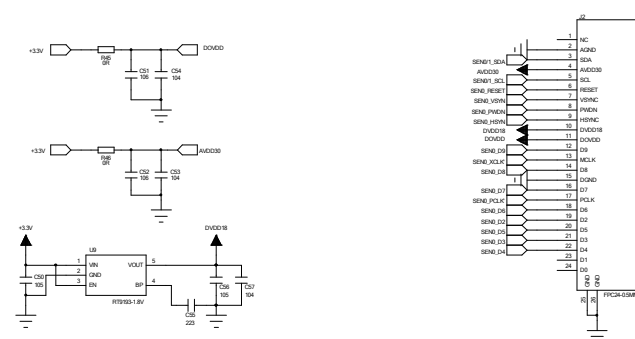 +3.3V
R45
0R
DOVDD
C51
106
C54
104
+3.3V
R46
0R
AVDD30
C52
106
C53
104
+3.3V
DVDD18
U9
1
VIN
VOUT
5
2
GND
3
EN
BP
4
RT9193-1.8V
C50
105
C55
223
C56
105
C57
104
J2
1
NC
2
AGND
SEN0/1_SDA
3
SDA
AVDD30
4
AVDD30
SEN0/1_SCL
5
SCL
SEN0_RESET
6
RESET
SEN0_VSYN
7
VSYNC
SEN0_PWDN
8
PWDN
SEN0_HSYN
9
HSYNC
DVDD18
10
DVDD18
DOVDD
11
DOVDD
SEN0_D9
12
D9
SEN0_XCLK
13
MCLK
SEN0_D8
14
D8
15
DGND
SEN0_D7
16
D7
SEN0_PCLK
17
PCLK
SEN0_D6
18
D6
SEN0_D2
19
D2
SEN0_D5
20
D5
SEN0_D3
21
D3
SEN0_D4
22
D4
23
D1
24
D0
GND
GND
25
26
FPC24-0.5MM